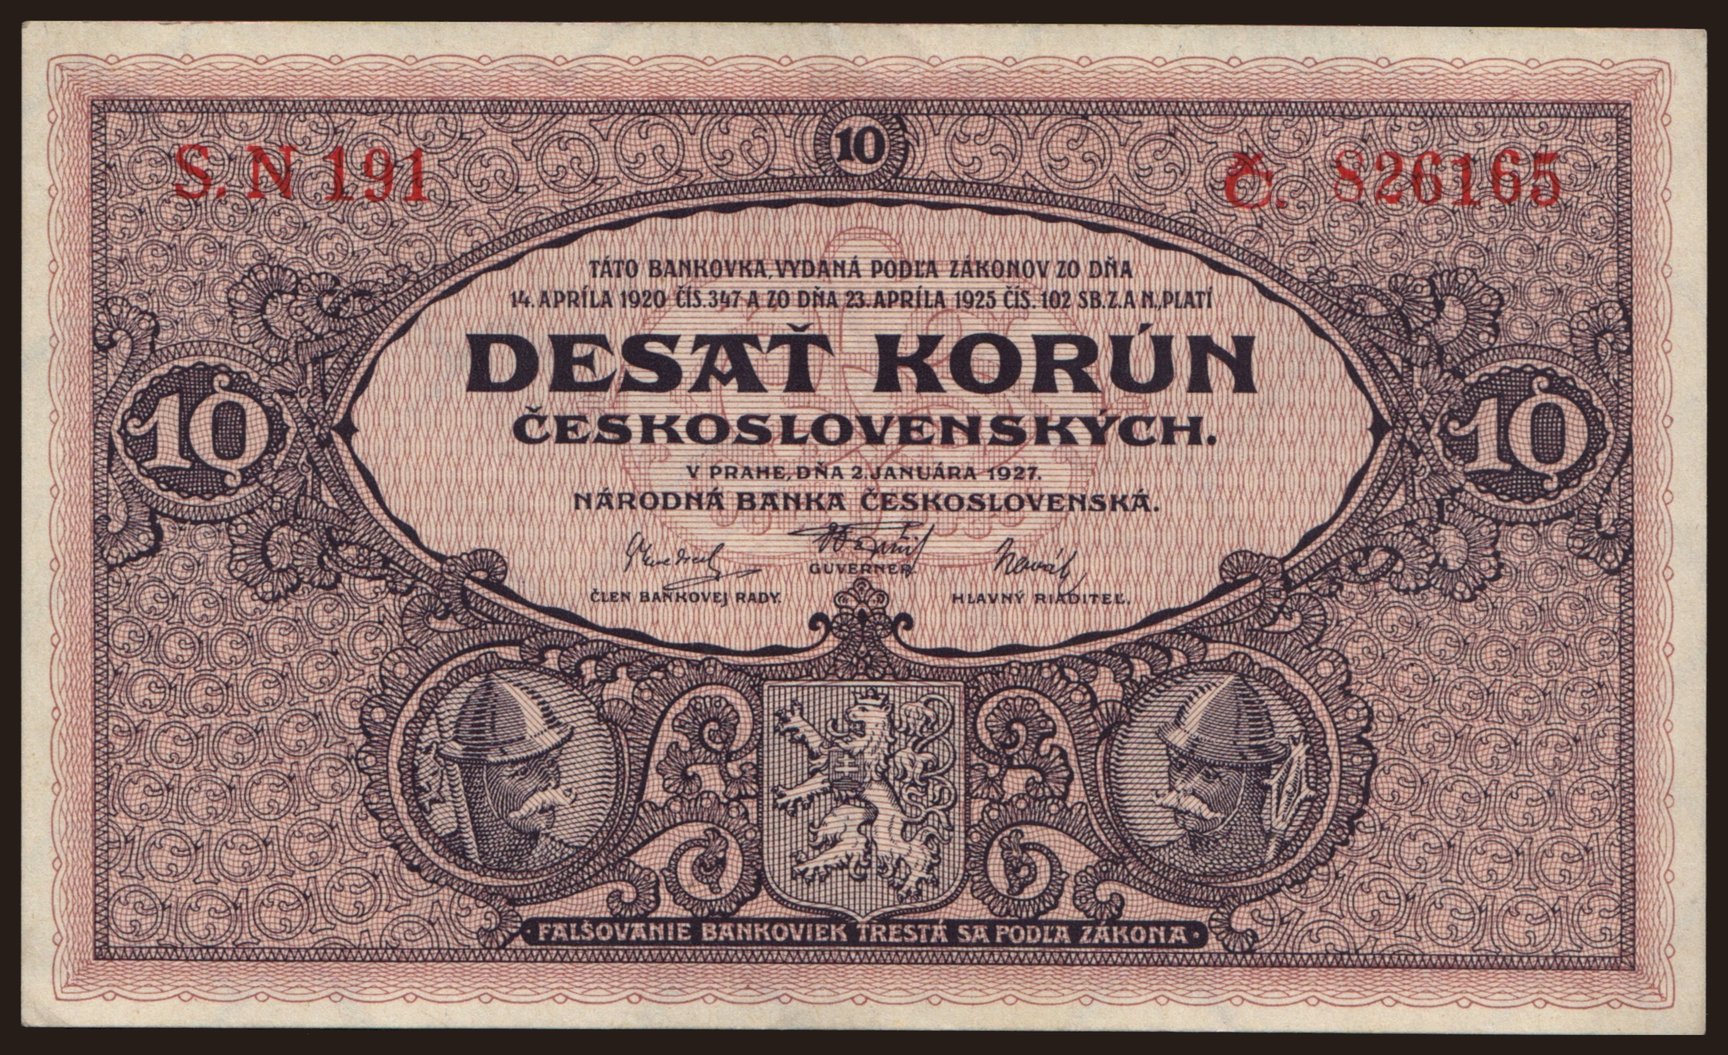 10
S. N 191
Č. 826165
TÁTO BANKOVKA, VYDANÁ PODĽA ZÁKONOV ZO DŇA
14. APRÍLA 1920 ČÍS. 347 A ZO DŇA 23. APRÍLA 1925 ČÍS. 102 SB. Z. A N., PLATÍ
DESAŤ KORÚN
10
10
ČESKOSLOVENSKÝCH.
V PRAHE, DŇA 2. JANUÁRA 1927.
NÁRODNÁ BANKA ČESKOSLOVENSKÁ.
Novák
GUVERNER.
ČLEN BANKOVEJ RADY.
HLAVNÝ RIADITEĽ.
· FALŠOVANIE BANKOVIEK TRESTÁ SA PODĽA ZÁKONA ·